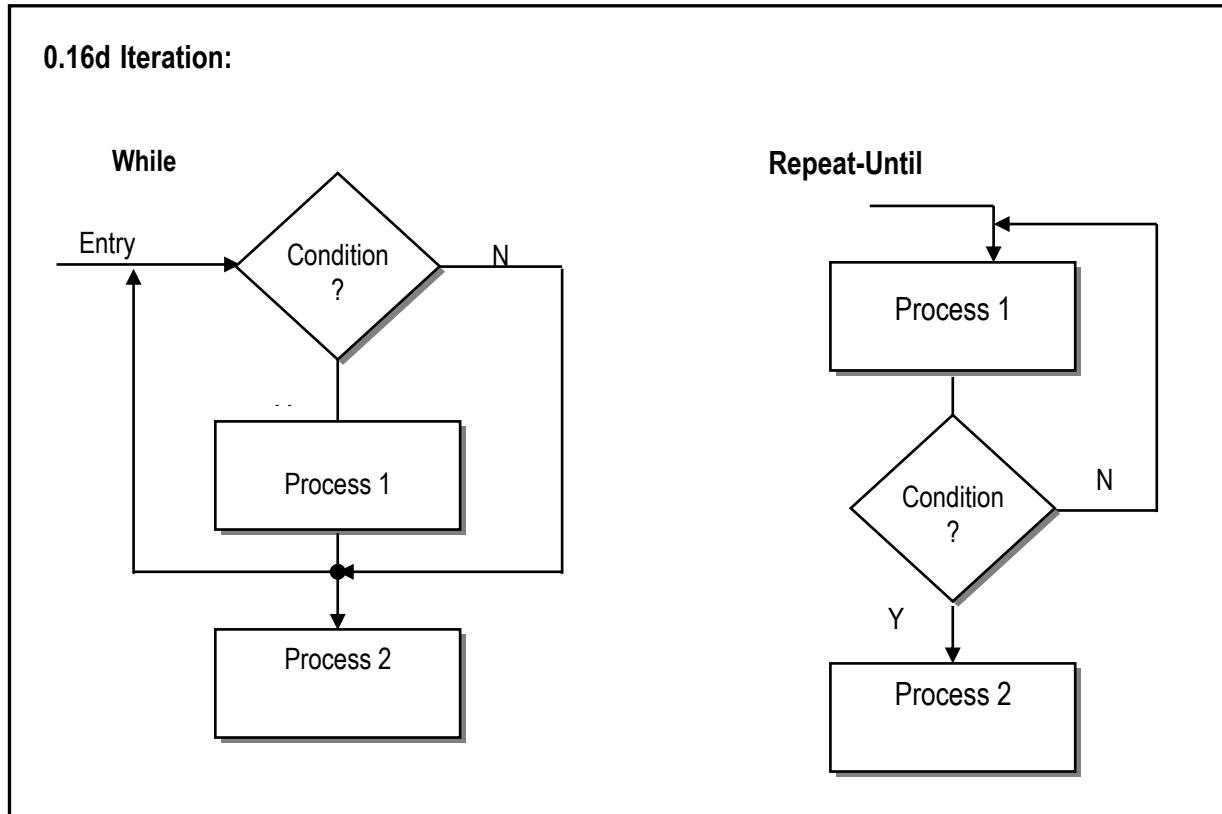 0.16d Iteration:
While
Entry
Condition
?
N
Process 1
Process 2
Repeat-Until
Process 1
Condition
?
N
Y
Process 2